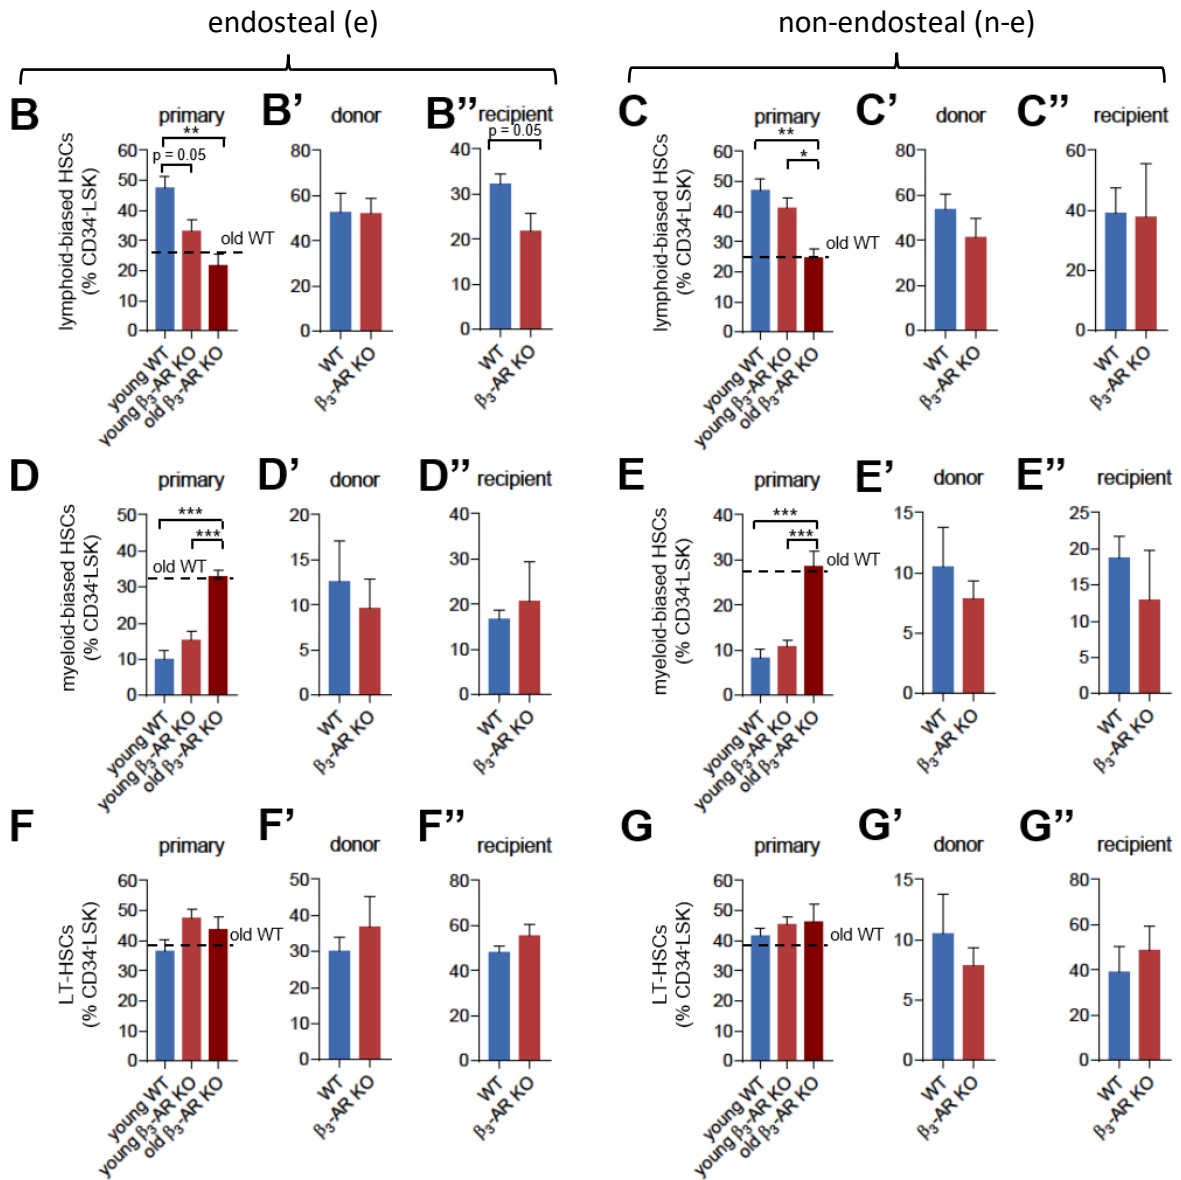 endosteal (e)
non-endosteal (n-e)
B
primary
**
p = 0.05
lymphoid-biased HSCs
(% CD34-LSK)
60
50
40
30
20
10
0
old WT
young WT
young β3-AR KO
old β3-AR KO
B’
donor
80
60
40
20
0
WT
β3-AR KO
B’’
recipient
p = 0.05
40
30
20
10
0
WT
β3-AR KO
C
primary
**
*
lymphoid-biased HSCs
(% CD34-LSK)
60
50
40
30
20
10
0
old WT
young WT
young β3-AR KO
old β3-AR KO
C’
donor
80
60
40
20
0
WT
β3-AR KO
C’’
recipient
60
40
20
0
WT
β3-AR KO
D
primary
***
***
myeloid-biased HSCs
(% CD34-LSK)
50
40
30
20
10
0
old WT
young WT
young β3-AR KO
old β3-AR KO
D’
donor
20
15
10
5
0
WT
β3-AR KO
D’’
recipient
40
30
20
10
0
WT
β3-AR KO
E
primary
***
***
myeloid-biased HSCs
(% CD34-LSK)
40
30
20
10
0
old WT
young WT
young β3-AR KO
old β3-AR KO
E’
donor
15
10
5
0
WT
β3-AR KO
E’’
recipient
25
20
15
10
5
0
WT
β3-AR KO
F
primary
LT-HSCs
(% CD34-LSK)
60
50
40
30
20
10
0
old WT
young WT
young β3-AR KO
old β3-AR KO
F’
donor
50
40
30
20
10
0
WT
β3-AR KO
F’’
recipient
80
60
40
20
0
WT
β3-AR KO
G
primary
LT-HSCs
(% CD34-LSK)
60
50
40
30
20
10
0
old WT
young WT
young β3-AR KO
old β3-AR KO
G’
donor
15
10
5
0
WT
β3-AR KO
G’’
recipient
80
60
40
20
0
WT
β3-AR KO